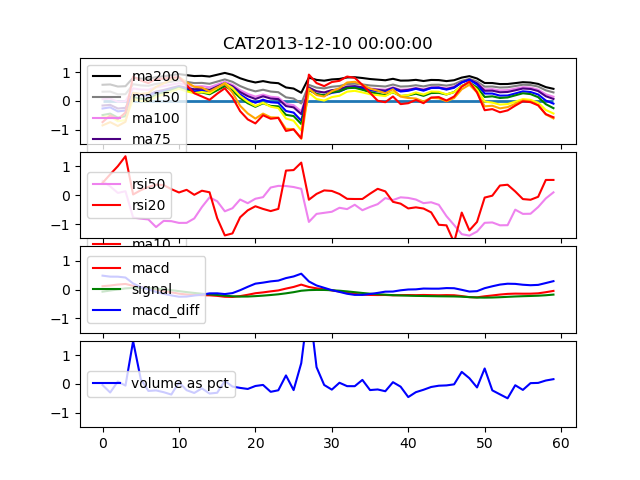 CAT2013-12-10 00:00:00
1
0
−1
ma200
ma150
ma100
ma75
1
0
−1
rsi50
rsi20
ma10
1
0
−1
macd
signal
macd_diff
1
0
−1
volume as pct
0 10 20 30 40 50 60